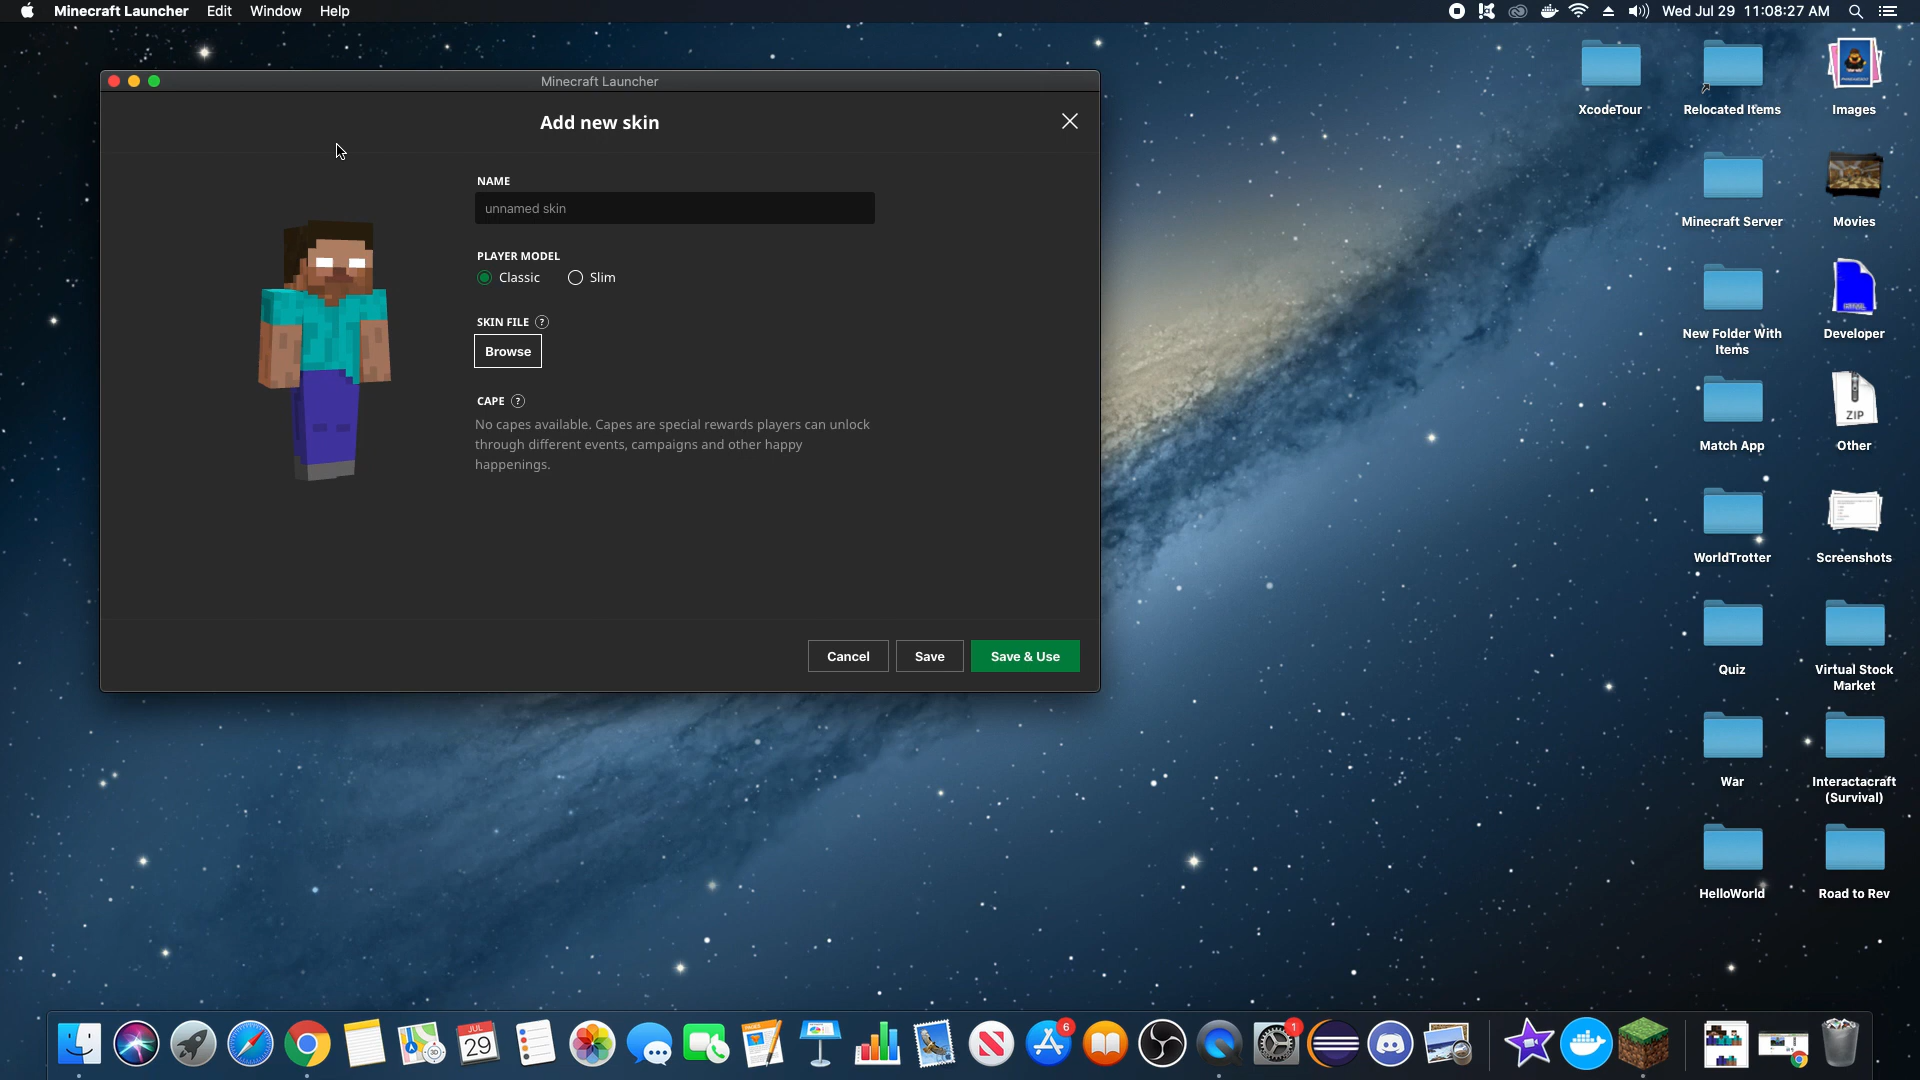 Minecraft Launcher Edit Window Help
Wed Jul 29 11:08:27 AM
Minecraft Launcher
Add new skin
NAME
unnamed skin
PLAYER MODEL
Classic Slim
SKIN FILE ?
Browse
CAPE ?
No capes available. Capes are special rewards players can unlock
through different events, campaigns and other happy
happenings.
Cancel Save Save & Use
XcodeTour Relocated Items Images
Minecraft Server Movies
New Folder With
Items
Developer
Match App
ZIP
Other
WorldTrotter Screenshots
Quiz
Virtual Stock
Market
War
Interactacraft
(Survival)
HelloWorld Road to Rev
3D
JUL
29
PAGES
6
1